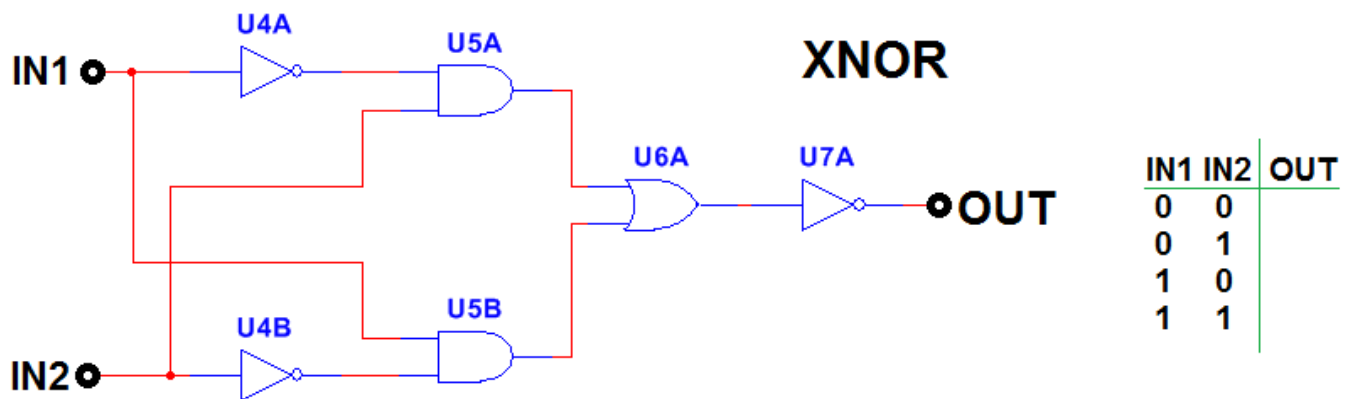 U4A
U5A
XNOR
IN1
U6A
U7A
OUT
U5B
U4B
IN2
IN1 IN2 OUT
0 0
0 1
1 0
1 1